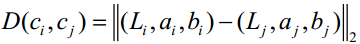 D(c_i, c_j) = ‖(L_i, a_i, b_i) − (L_j, a_j, b_j)‖_2